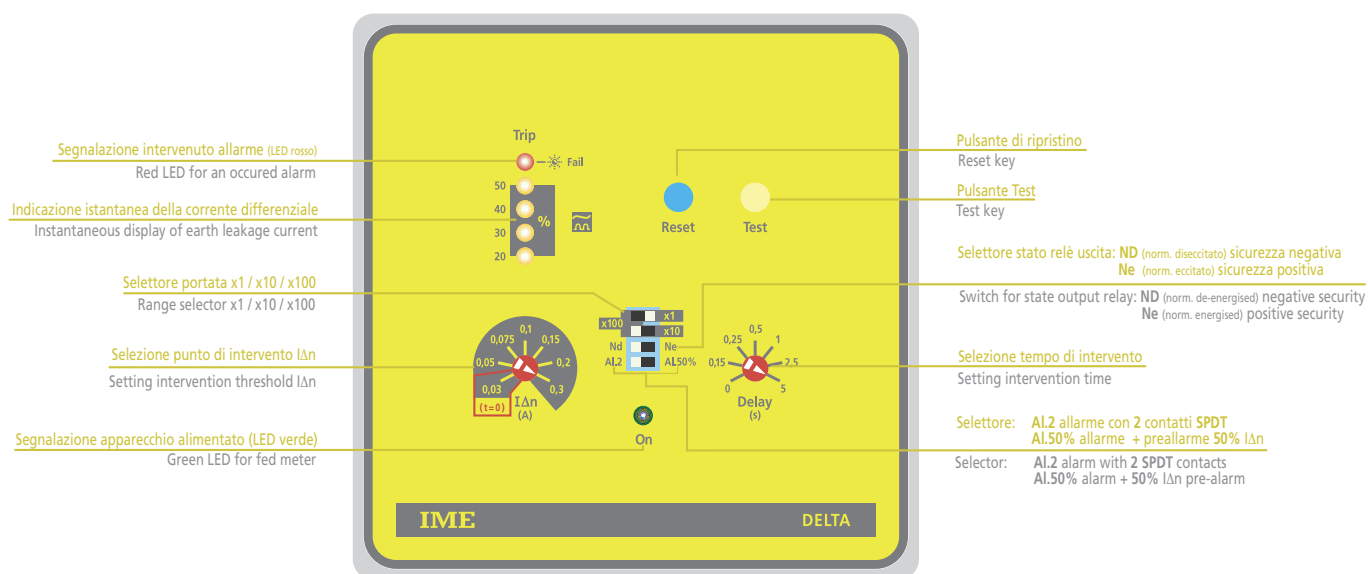 Segnalazione intervenuto allarme (LED rosso)
Red LED for an occured alarm
Indicazione istantanea della corrente differenziale
Instantaneous display of earth leakage current
Selettore portata x1 / x10 / x100
Range selector x1 / x10 / x100
Selezione punto di intervento I∆n
Setting intervention threshold I∆n
Segnalazione apparecchio alimentato (LED verde)
Green LED for fed meter
Trip
Fail
50
40
30
20
%
Reset
Test
x100
x1
x10
Nd
Ne
Al.2
Al.50%
0,03
0,05
0,075
0,1
0,15
0,2
0,3
(t=0)
I∆n
(A)
0
0,15
0,25
0,5
1
2,5
5
Delay
(s)
On
IME
DELTA
Pulsante di ripristino
Reset key
Pulsante Test
Test key
Selettore stato relè uscita: ND (norm. diseccitato) sicurezza negativa
Ne (norm. eccitato) sicurezza positiva
Switch for state output relay: ND (norm. de-energised) negative security
Ne (norm. energised) positive security
Selezione tempo di intervento
Setting intervention time
Selettore: Al.2 allarme con 2 contatti SPDT
Al.50% allarme + preallarme 50% I∆n
Selector: Al.2 alarm with 2 SPDT contacts
Al.50% alarm + 50% I∆n pre-alarm